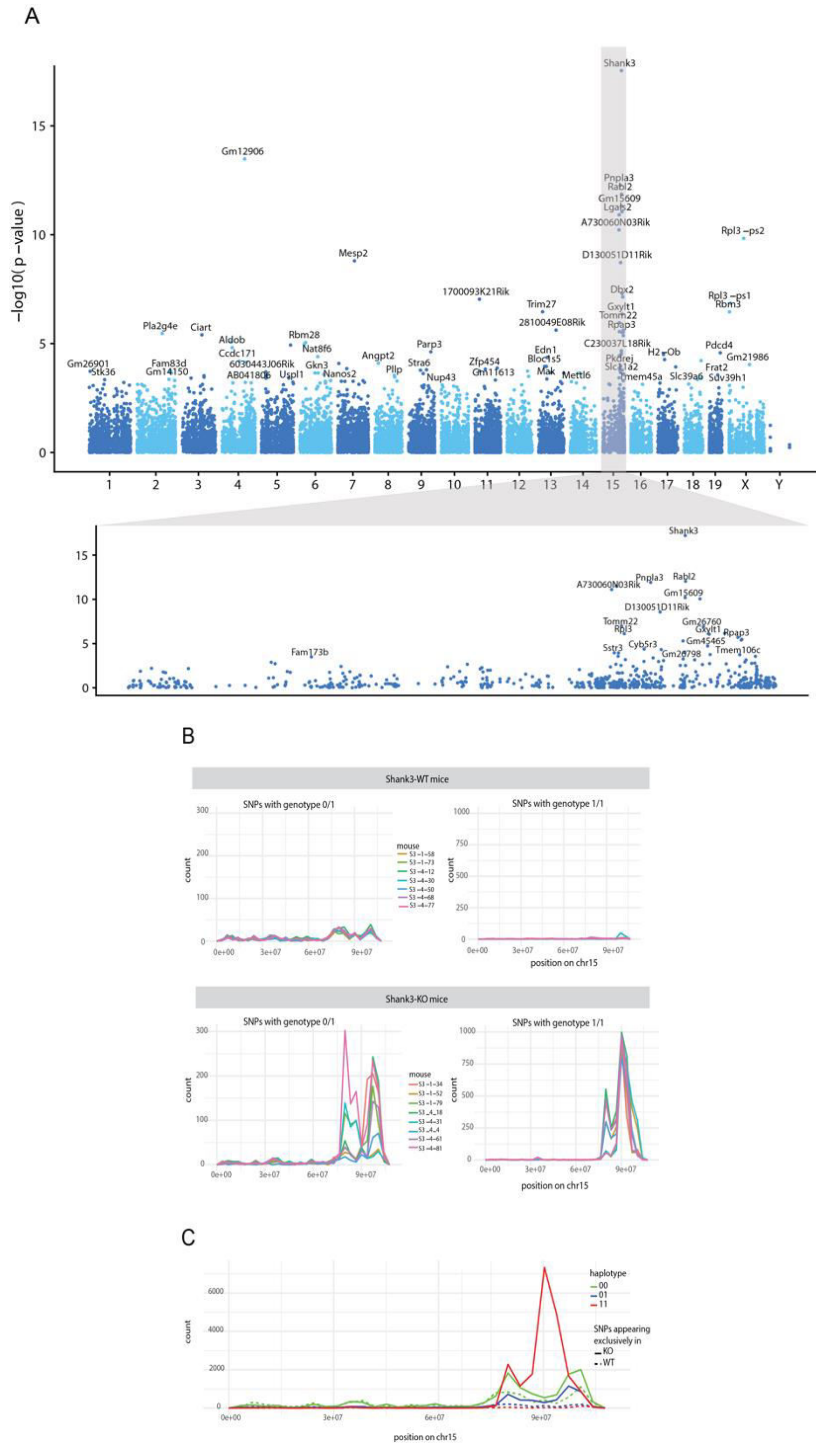 A
Shank3
15
Gm12906
Pnpla3
Rabl2
Gm15609
Lgals2
A730060N03Rik
10
Rpl3 −ps2
Mesp2
D130051D11Rik
−log10( p −value)
1700093K21Rik
Dbx2
Rpl3 −ps1
Trim27
Gxylt1
Rbm3
Tomm22
Pla2g4e
Ciart
Rbm28
2810049E08Rik
Rpap3
5
Aldob
Nat8f6
Parp3
Edn1
C230037L18Rik
H2 −Ob
Pdcd4
Ccdc171
Angpt2
Bloc1s5
Pkdrej
Gm21986
Gm26901
Fam83d
6030443J06Rik
Gkn3
Stra6
Zfp454
Slc11a2
Frat2
Stk36
Gm14150
AB041806
Uspl1
Nanos2
Pllp
Nup43
Gm11613
Mak
Mettl6
Tmem45a
Slc39a6
Suv39h1
0
1 2 3 4 5 6 7 8 9 10 11 12 13 14 15 16 17 18 19 X Y
Shank3
15
Pnpla3
Rabl2
A730060N03Rik
Gm15609
10
D130051D11Rik
Tomm22
Gm26760
Rpl3
Gxylt1
Rpap3
5
Cyb5r3
Gm45465
Sstr3
Fam173b
Gm26798
Tmem106c
0
B
Shank3-WT mice
SNPs with genotype 0/1
SNPs with genotype 1/1
300
200
100
0
count
0e+00 3e+07 6e+07 9e+07
mouse
S3 −1−58
S3 −1−73
S3 −4−12
S3 −4−30
S3 −4−50
S3 −4−68
S3 −4−77
1000
750
500
250
0
count
0e+00 3e+07 6e+07 9e+07
position on chr15
Shank3-KO mice
SNPs with genotype 0/1
SNPs with genotype 1/1
300
200
100
0
count
0e+00 3e+07 6e+07 9e+07
mouse
S3 −1−34
S3 −1−52
S3 −1−79
S3_4_18
S3 −4−31
S3_4_4
S3 −4−61
S3 −4−81
1000
750
500
250
0
count
0e+00 3e+07 6e+07 9e+07
position on chr15
C
6000
4000
2000
0
count
0e+00 3e+07 6e+07 9e+07
position on chr15
haplotype
00
01
11
SNPs appearing
exclusively in
KO
WT